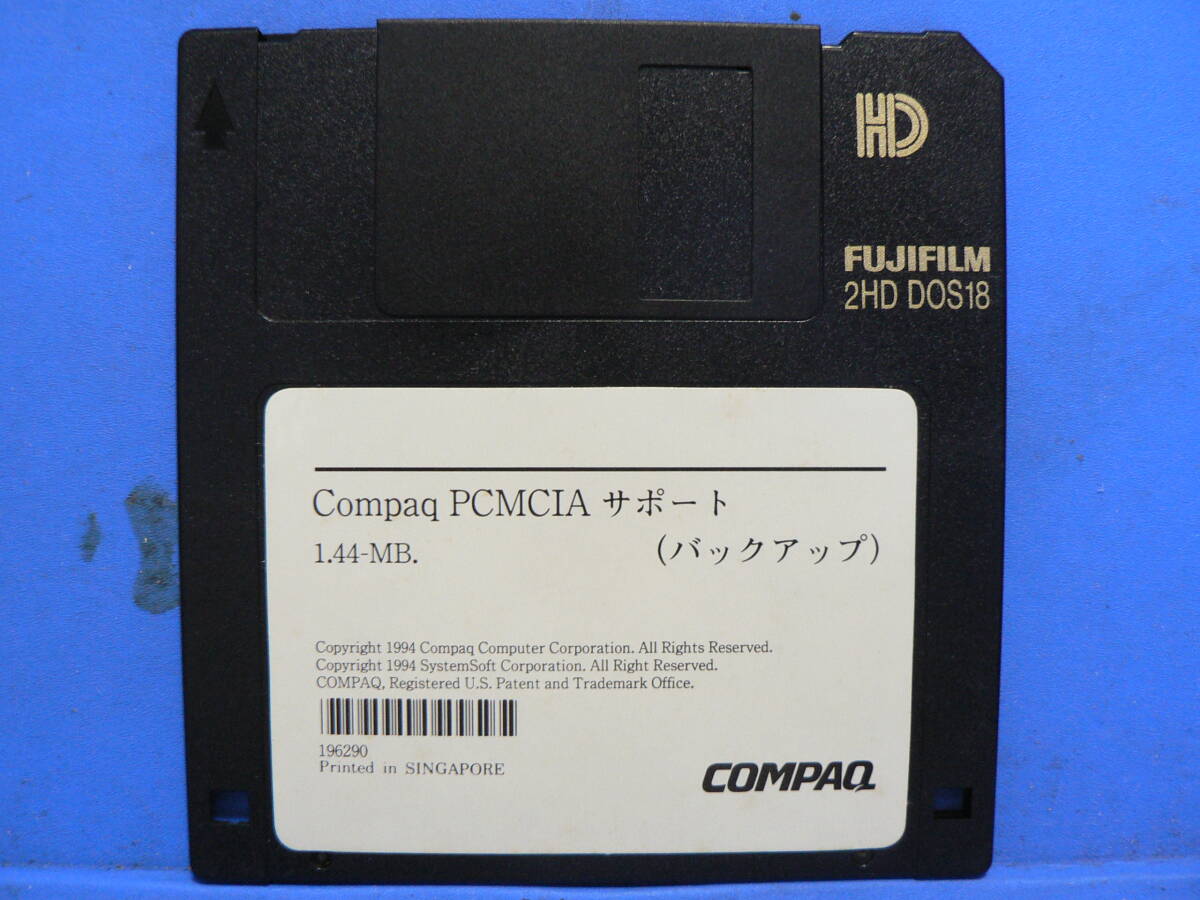 HD
FUJIFILM
2HD DOS18
Compaq PCMCIA サポート
1.44-MB. (バックアップ)
Copyright 1994 Compaq Computer Corporation. All Rights Reserved.
Copyright 1994 SystemSoft Corporation. All Right Reserved.
COMPAQ, Registered U.S. Patent and Trademark Office.
196290
Printed in SINGAPORE
COMPAQ